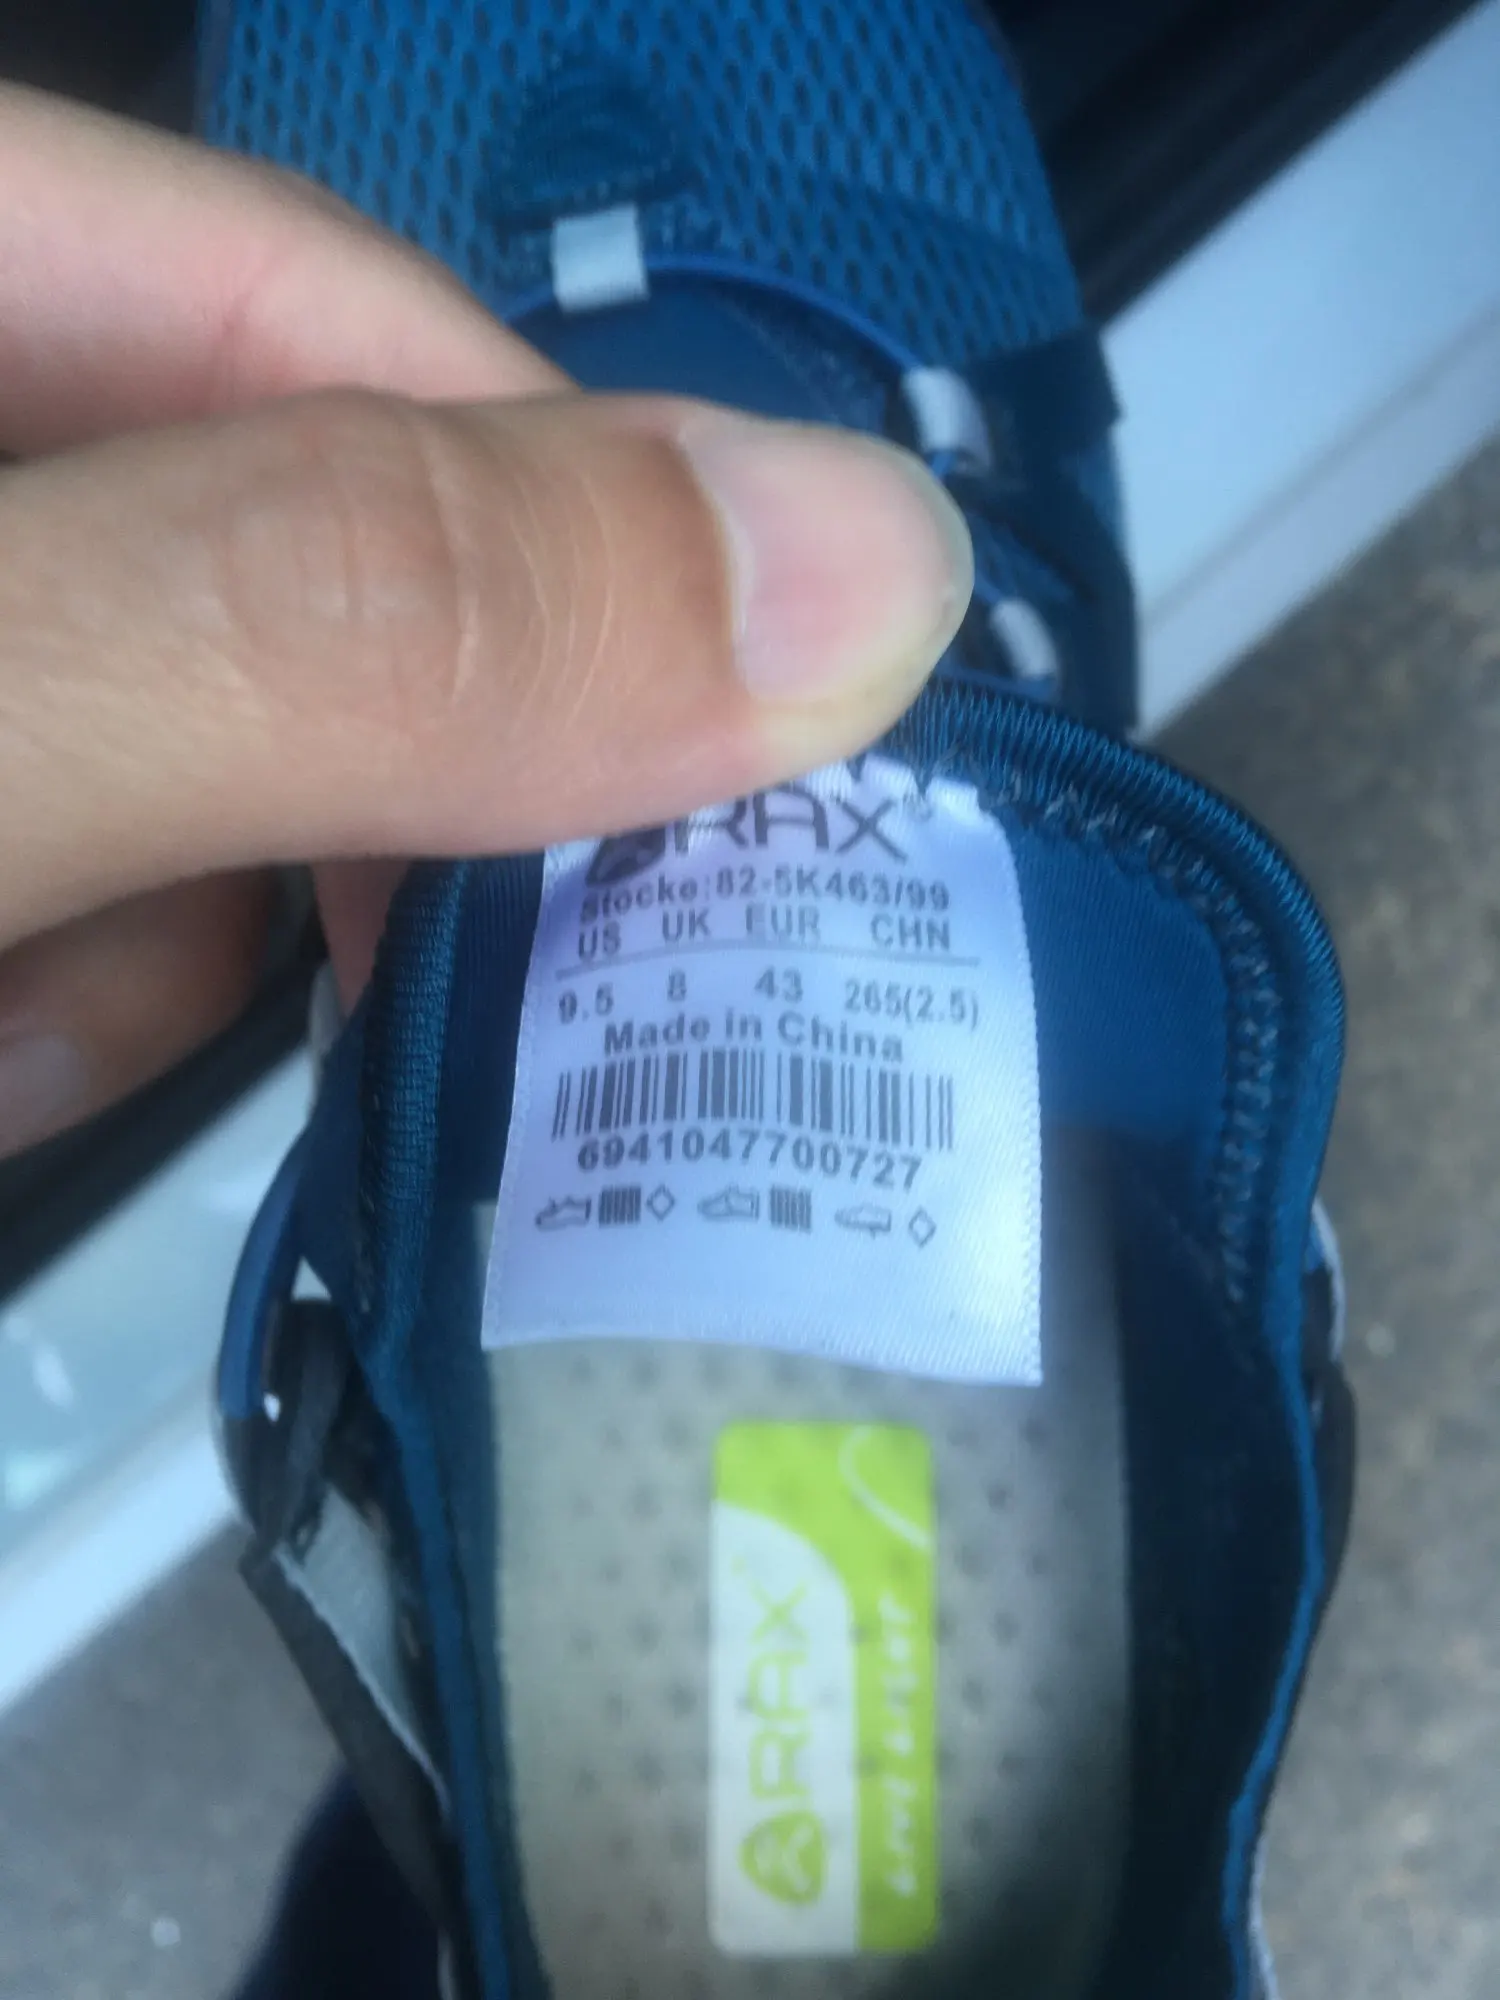 RAX®
Stocke:82-5K463/99
US UK EUR CHN
9.5 8 43 265(2.5)
Made in China
6941047700727
RAX